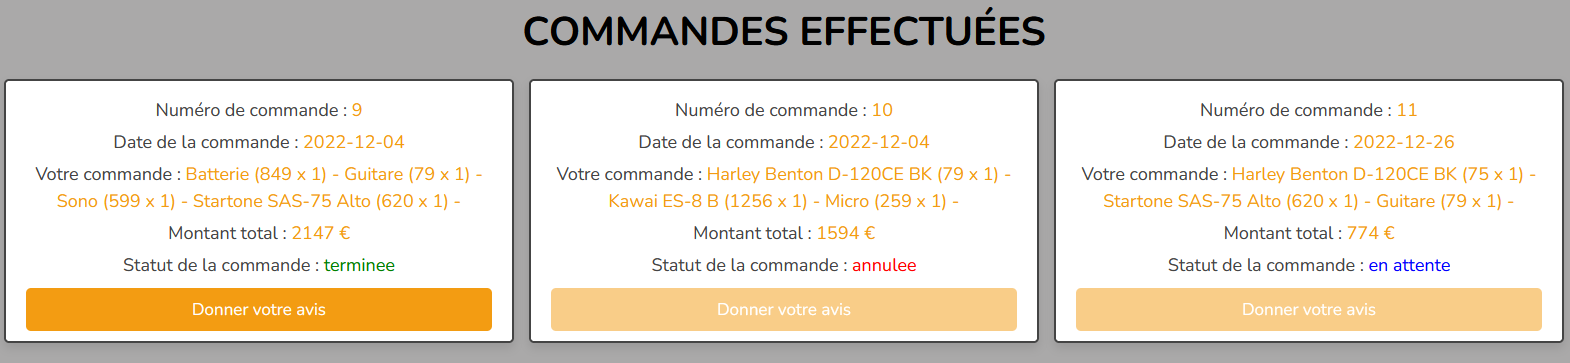 COMMANDES EFFECTUÉES
Numéro de commande : 9
Date de la commande : 2022-12-04
Votre commande : Batterie (849 x 1) - Guitare (79 x 1) -
Sono (599 x 1) - Startone SAS-75 Alto (620 x 1) -
Montant total : 2147 €
Statut de la commande : terminee
Donner votre avis
Numéro de commande : 10
Date de la commande : 2022-12-04
Votre commande : Harley Benton D-120CE BK (79 x 1) -
Kawai ES-8 B (1256 x 1) - Micro (259 x 1) -
Montant total : 1594 €
Statut de la commande : annulee
Donner votre avis
Numéro de commande : 11
Date de la commande : 2022-12-26
Votre commande : Harley Benton D-120CE BK (75 x 1) -
Startone SAS-75 Alto (620 x 1) - Guitare (79 x 1) -
Montant total : 774 €
Statut de la commande : en attente
Donner votre avis